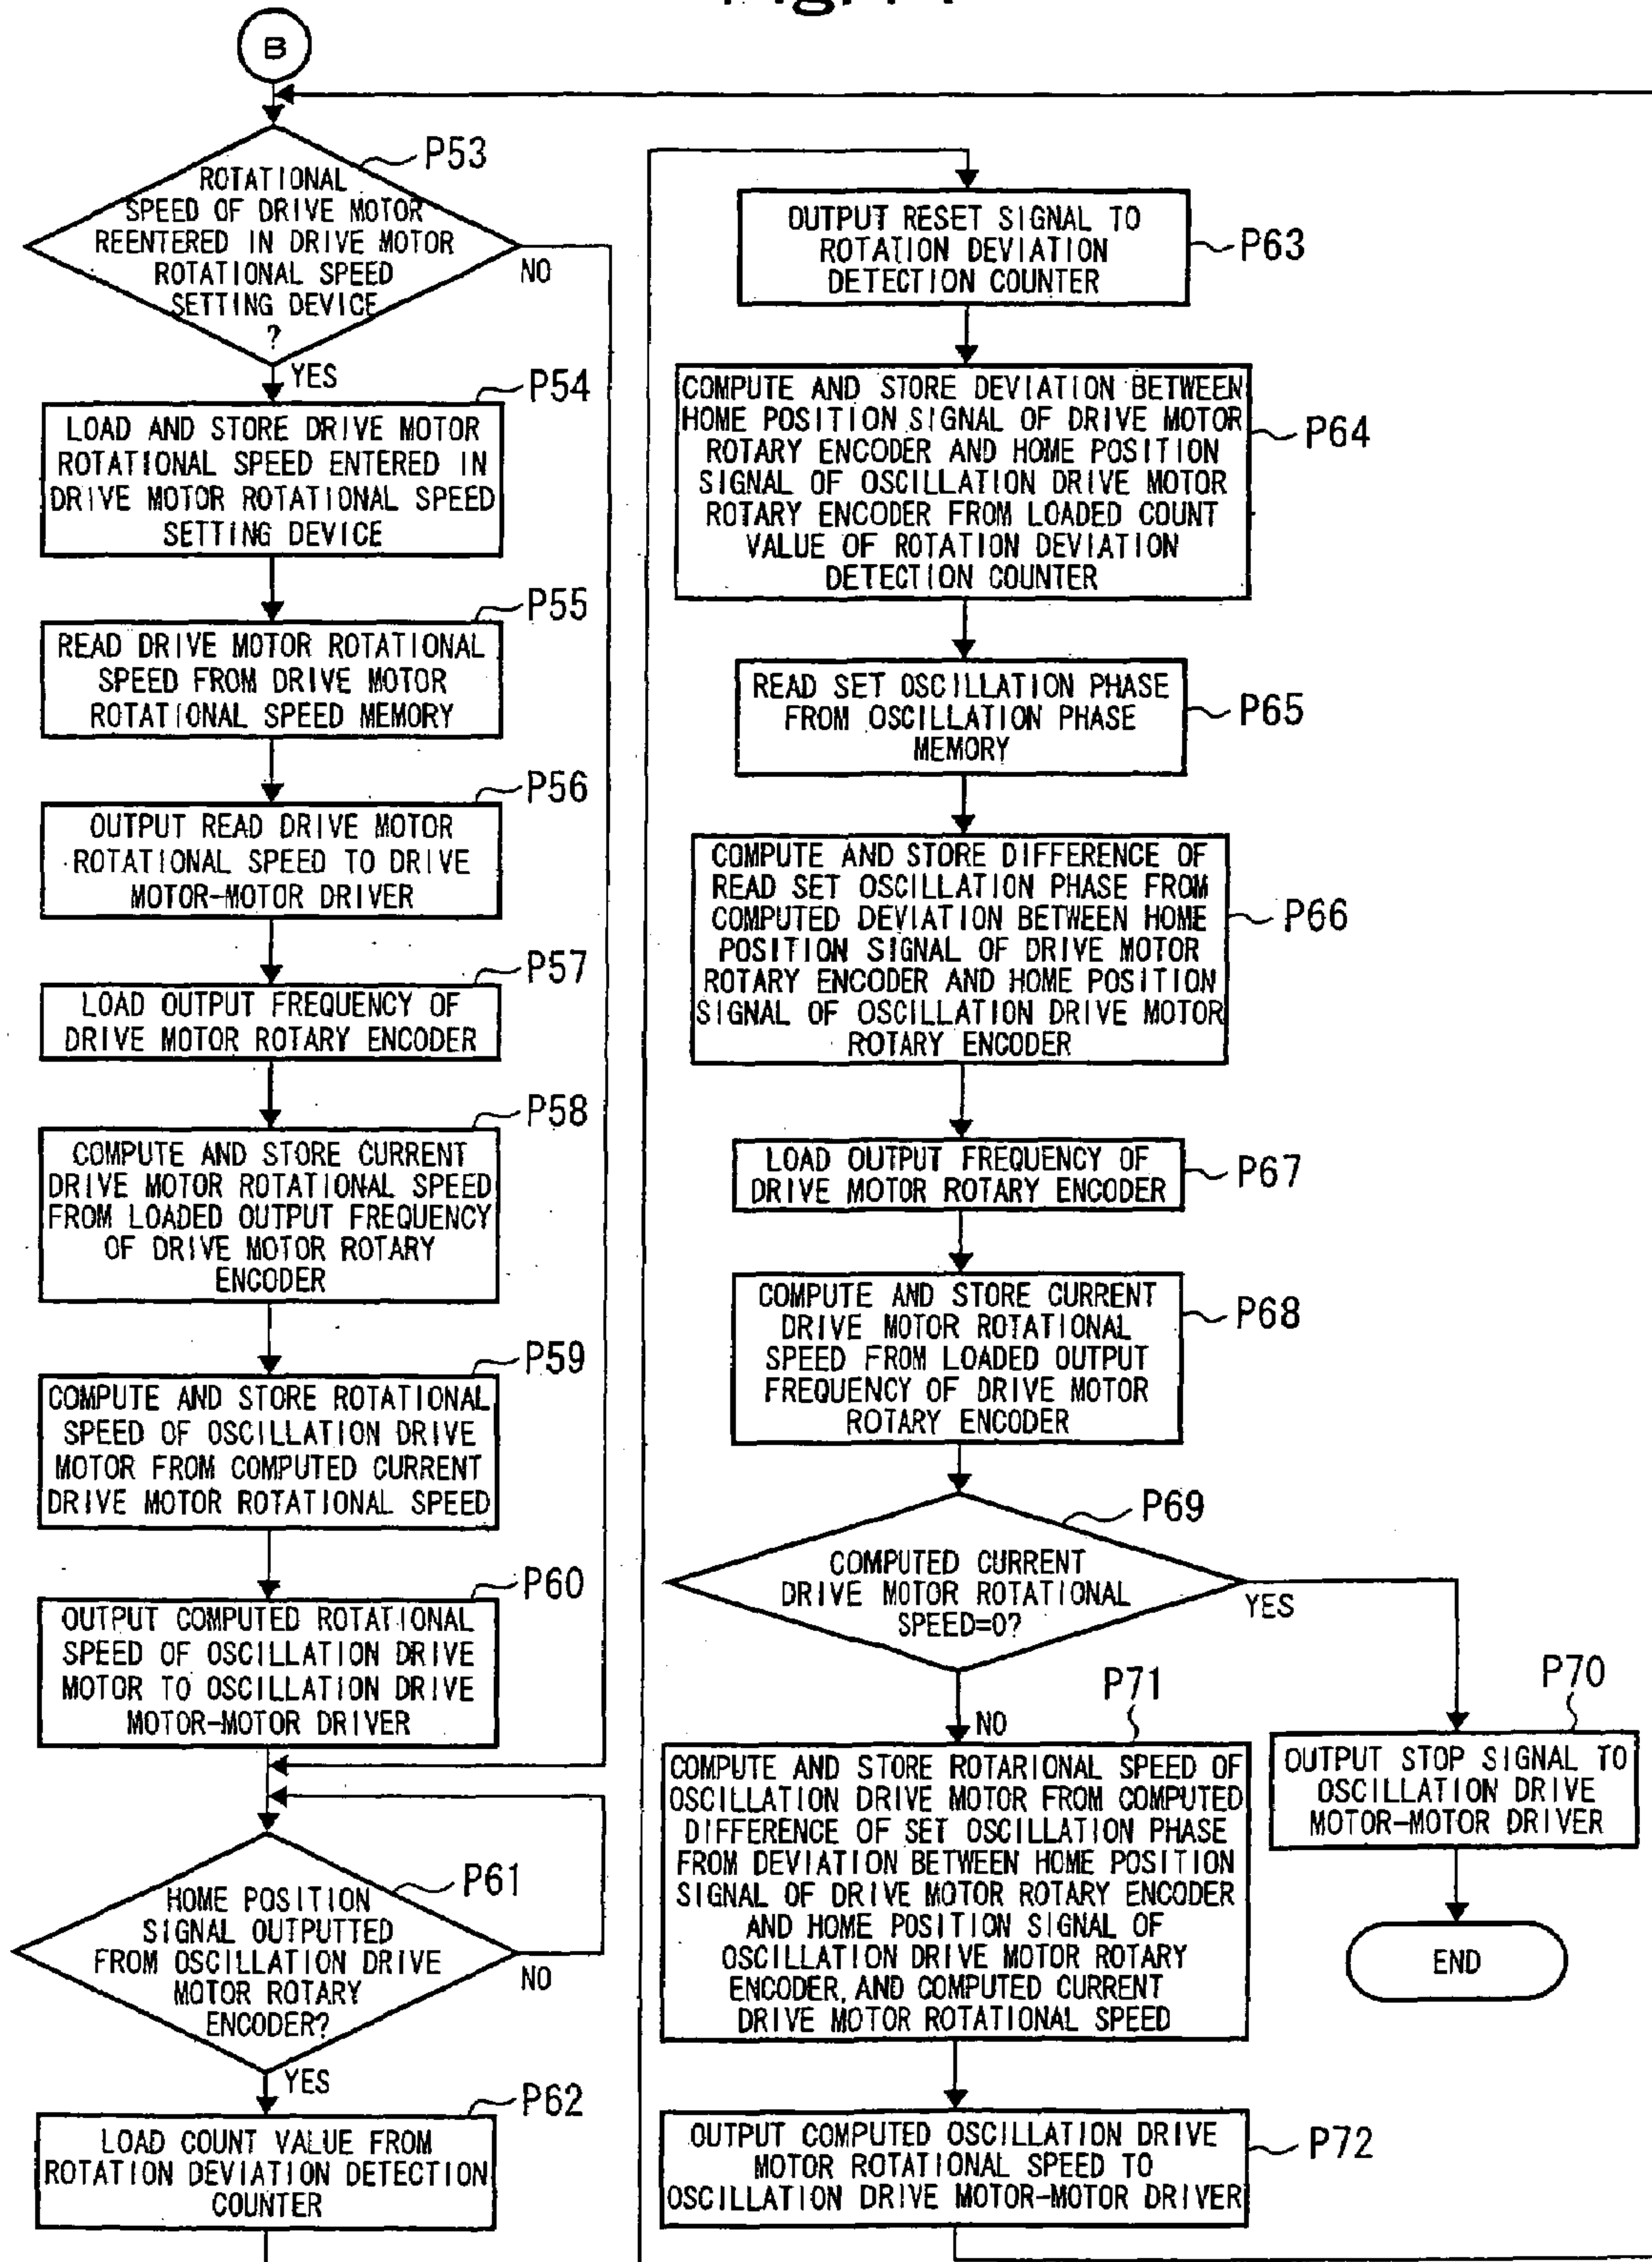 B
P53
ROTATIONAL
SPEED OF DRIVE MOTOR
REENTERED IN DRIVE MOTOR
ROTATIONAL SPEED
SETTING DEVICE
?
NO
YES
P54
LOAD AND STORE DRIVE MOTOR
ROTATIONAL SPEED ENTERED IN
DRIVE MOTOR ROTATIONAL SPEED
SETTING DEVICE
P55
READ DRIVE MOTOR ROTATIONAL
SPEED FROM DRIVE MOTOR
ROTATIONAL SPEED MEMORY
P56
OUTPUT READ DRIVE MOTOR
ROTATIONAL SPEED TO DRIVE
MOTOR-MOTOR DRIVER
P57
LOAD OUTPUT FREQUENCY OF
DRIVE MOTOR ROTARY ENCODER
P58
COMPUTE AND STORE CURRENT
DRIVE MOTOR ROTATIONAL SPEED
FROM LOADED OUTPUT FREQUENCY
OF DRIVE MOTOR ROTARY
ENCODER
P59
COMPUTE AND STORE ROTATIONAL
SPEED OF OSCILLATION DRIVE
MOTOR FROM COMPUTED CURRENT
DRIVE MOTOR ROTATIONAL SPEED
P60
OUTPUT COMPUTED ROTATIONAL
SPEED OF OSCILLATION DRIVE
MOTOR TO OSCILLATION DRIVE
MOTOR-MOTOR DRIVER
P61
HOME POSITION
SIGNAL OUTPUTTED
FROM OSCILLATION DRIVE
MOTOR ROTARY
ENCODER?
NO
YES
P62
LOAD COUNT VALUE FROM
ROTATION DEVIATION DETECTION
COUNTER
OUTPUT RESET SIGNAL TO
ROTATION DEVIATION
DETECTION COUNTER
P63
COMPUTE AND STORE DEVIATION BETWEEN
HOME POSITION SIGNAL OF DRIVE MOTOR
ROTARY ENCODER AND HOME POSITION
SIGNAL OF OSCILLATION DRIVE MOTOR
ROTARY ENCODER FROM LOADED COUNT
VALUE OF ROTATION DEVIATION
DETECTION COUNTER
P64
READ SET OSCILLATION PHASE
FROM OSCILLATION PHASE
MEMORY
P65
COMPUTE AND STORE DIFFERENCE OF
READ SET OSCILLATION PHASE FROM
COMPUTED DEVIATION BETWEEN HOME
POSITION SIGNAL OF DRIVE MOTOR
ROTARY ENCODER AND HOME POSITION
SIGNAL OF OSCILLATION DRIVE MOTOR
ROTARY ENCODER
P66
LOAD OUTPUT FREQUENCY OF
DRIVE MOTOR ROTARY ENCODER
P67
COMPUTE AND STORE CURRENT
DRIVE MOTOR ROTATIONAL
SPEED FROM LOADED OUTPUT
FREQUENCY OF DRIVE MOTOR
ROTARY ENCODER
P68
P69
COMPUTED CURRENT
DRIVE MOTOR ROTATIONAL
SPEED=0?
YES
NO
P70
OUTPUT STOP SIGNAL TO
OSCILLATION DRIVE
MOTOR-MOTOR DRIVER
END
P71
COMPUTE AND STORE ROTARIONAL SPEED OF
OSCILLATION DRIVE MOTOR FROM COMPUTED
DIFFERENCE OF SET OSCILLATION PHASE
FROM DEVIATION BETWEEN HOME POSITION
SIGNAL OF DRIVE MOTOR ROTARY ENCODER
AND HOME POSITION SIGNAL OF
OSCILLATION DRIVE MOTOR ROTARY
ENCODER, AND COMPUTED CURRENT
DRIVE MOTOR ROTATIONAL SPEED
OUTPUT COMPUTED OSCILLATION DRIVE
MOTOR ROTATIONAL SPEED TO
OSCILLATION DRIVE MOTOR-MOTOR DRIVER
P72